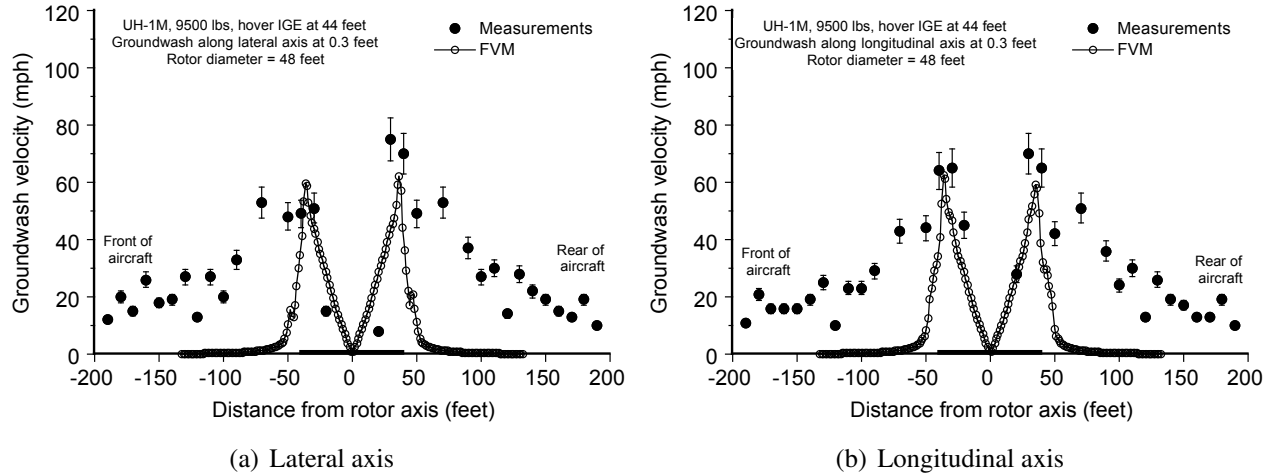 UH-1M, 9500 lbs, hover IGE at 44 feet
Groundwash along lateral axis at 0.3 feet
Rotor diameter = 48 feet
Measurements
FVM
Groundwash velocity (mph)
120
100
80
60
40
20
0
Front of
aircraft
Rear of
aircraft
-200 -150 -100 -50 0 50 100 150 200
Distance from rotor axis (feet)
(a) Lateral axis
UH-1M, 9500 lbs, hover IGE at 44 feet
Groundwash along longitudinal axis at 0.3 feet
Rotor diameter = 48 feet
Measurements
FVM
Groundwash velocity (mph)
120
100
80
60
40
20
0
Front of
aircraft
Rear of
aircraft
-200 -150 -100 -50 0 50 100 150 200
Distance from rotor axis (feet)
(b) Longitudinal axis